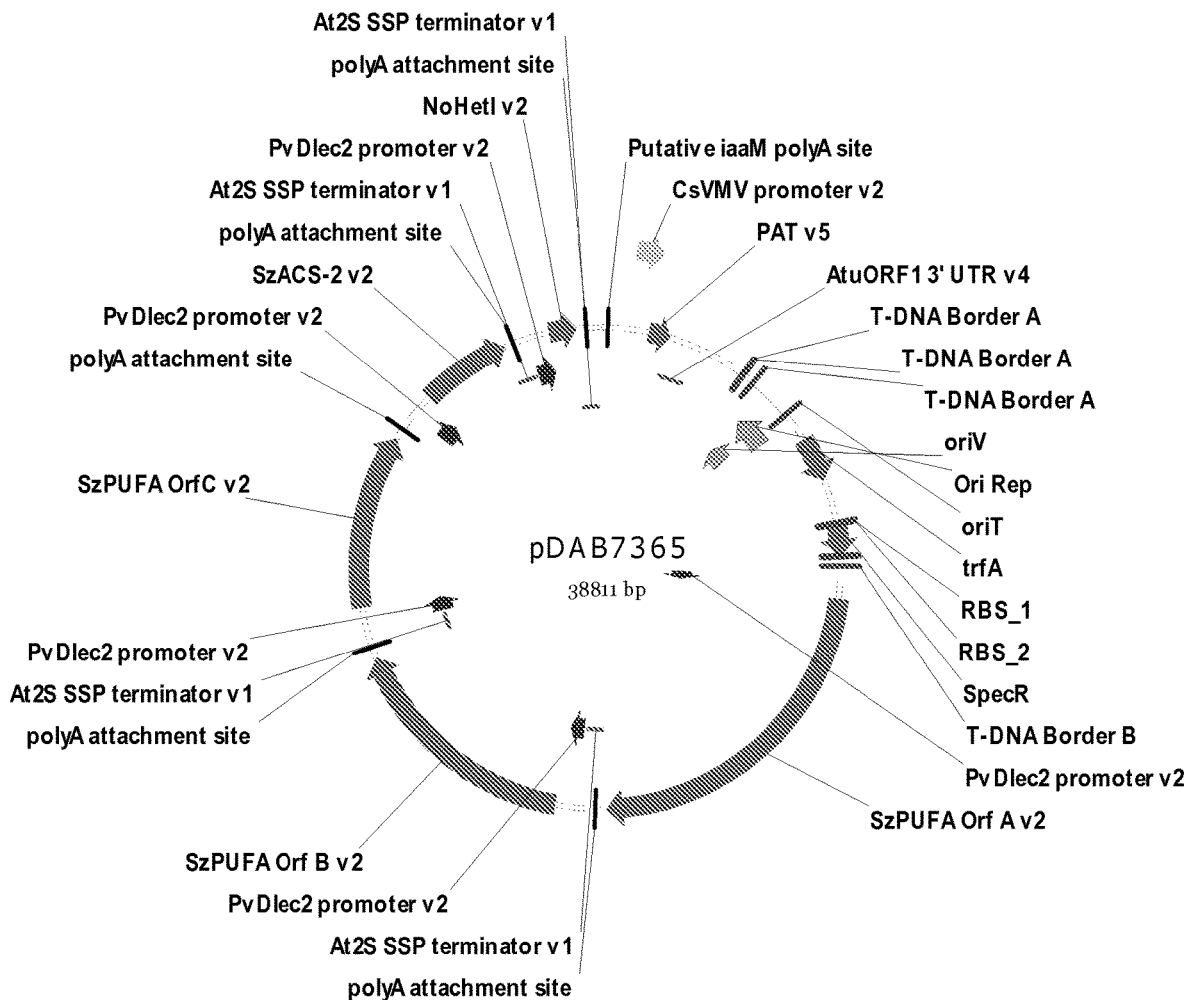 At2S SSP terminator v1
polyA attachment site
NoHetI v2
PvDlec2 promoter v2
At2S SSP terminator v1
polyA attachment site
SzACS-2 v2
PvDlec2 promoter v2
polyA attachment site
SzPUFA OrfC v2
PvDlec2 promoter v2
At2S SSP terminator v1
polyA attachment site
SzPUFA Orf B v2
PvDlec2 promoter v2
At2S SSP terminator v1
polyA attachment site
Putative iaaM polyA site
CsVMV promoter v2
PAT v5
AtuORF1 3' UTR v4
T-DNA Border A
T-DNA Border A
T-DNA Border A
oriV
Ori Rep
oriT
trfA
RBS_1
RBS_2
SpecR
T-DNA Border B
PvDlec2 promoter v2
SzPUFA Orf A v2
pDAB7365
38811 bp